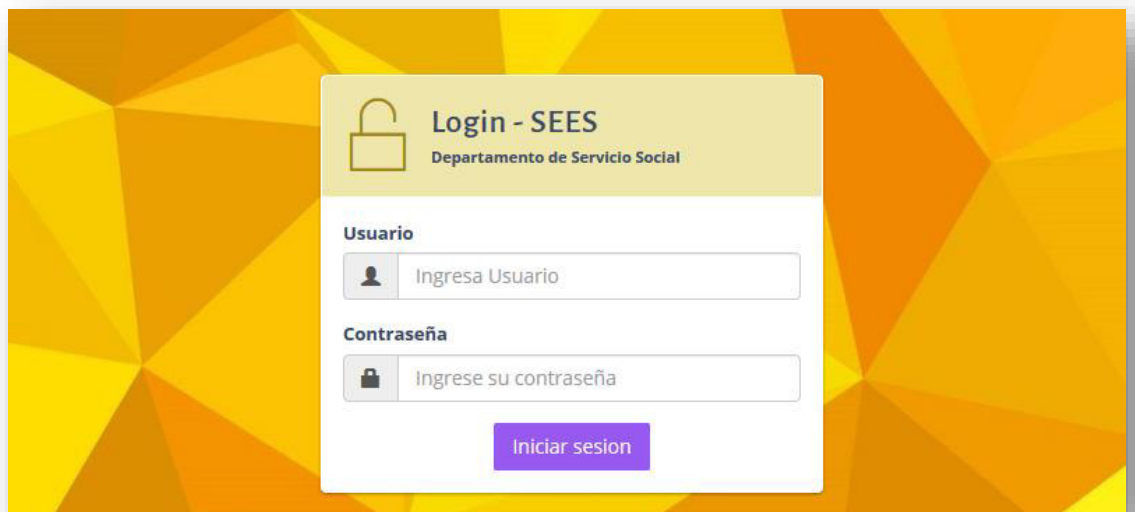 Login - SEES
Departamento de Servicio Social
Usuario
Ingresa Usuario
Contraseña
Ingrese su contraseña
Iniciar sesion